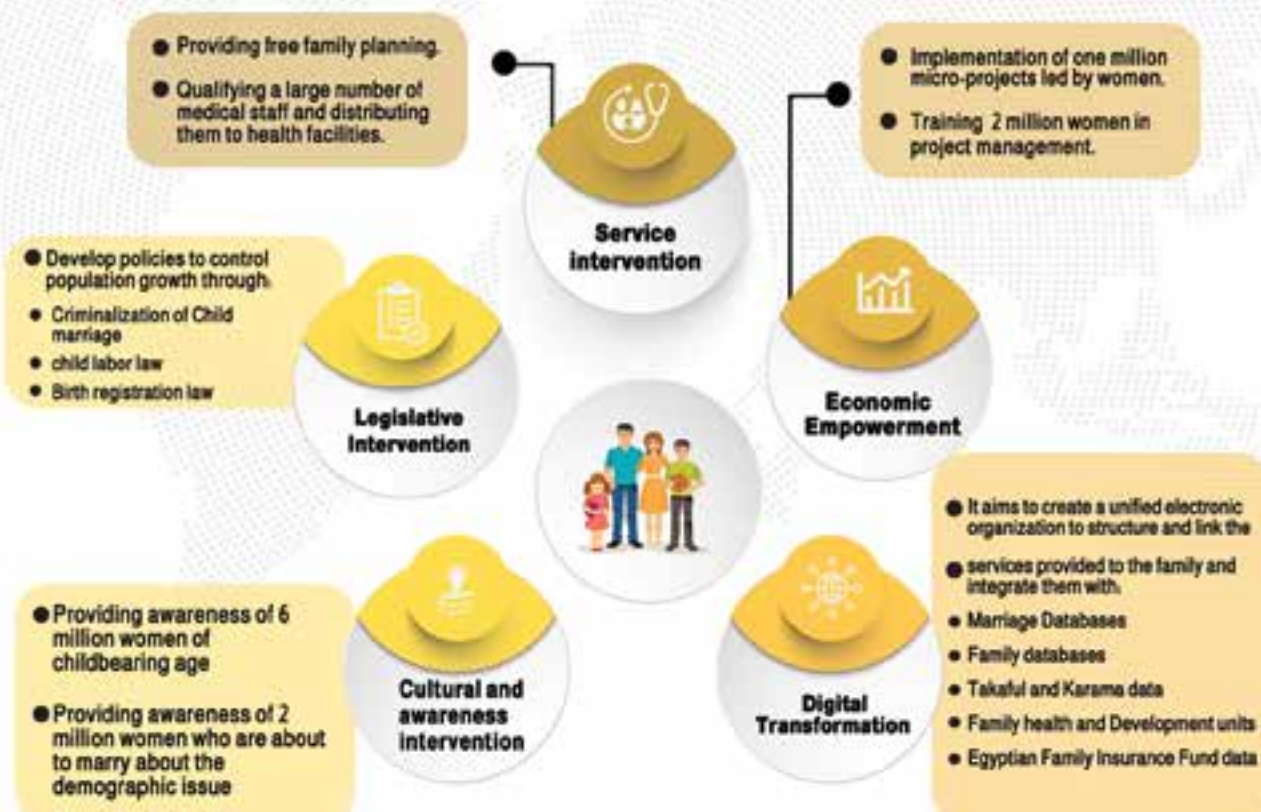 Providing free family planning.
Qualifying a large number of
medical staff and distributing
them to health facilities.
Service
intervention
Implementation of one million
micro-projects led by women.
Training 2 million women in
project management.
Economic
Empowerment
Develop policies to control
population growth through:
Criminalization of Child
marriage
child labor law
Birth registration law
Legislative
Intervention
Providing awareness of 6
million women of
childbearing age
Providing awareness of 2
million women who are about
to marry about the
demographic issue
Cultural and
awareness
intervention
It aims to create a unified electronic
organization to structure and link the
services provided to the family and
integrate them with:
Marriage Databases
Family databases
Takaful and Karama data
Family health and Development units
Egyptian Family Insurance Fund data
Digital
Transformation